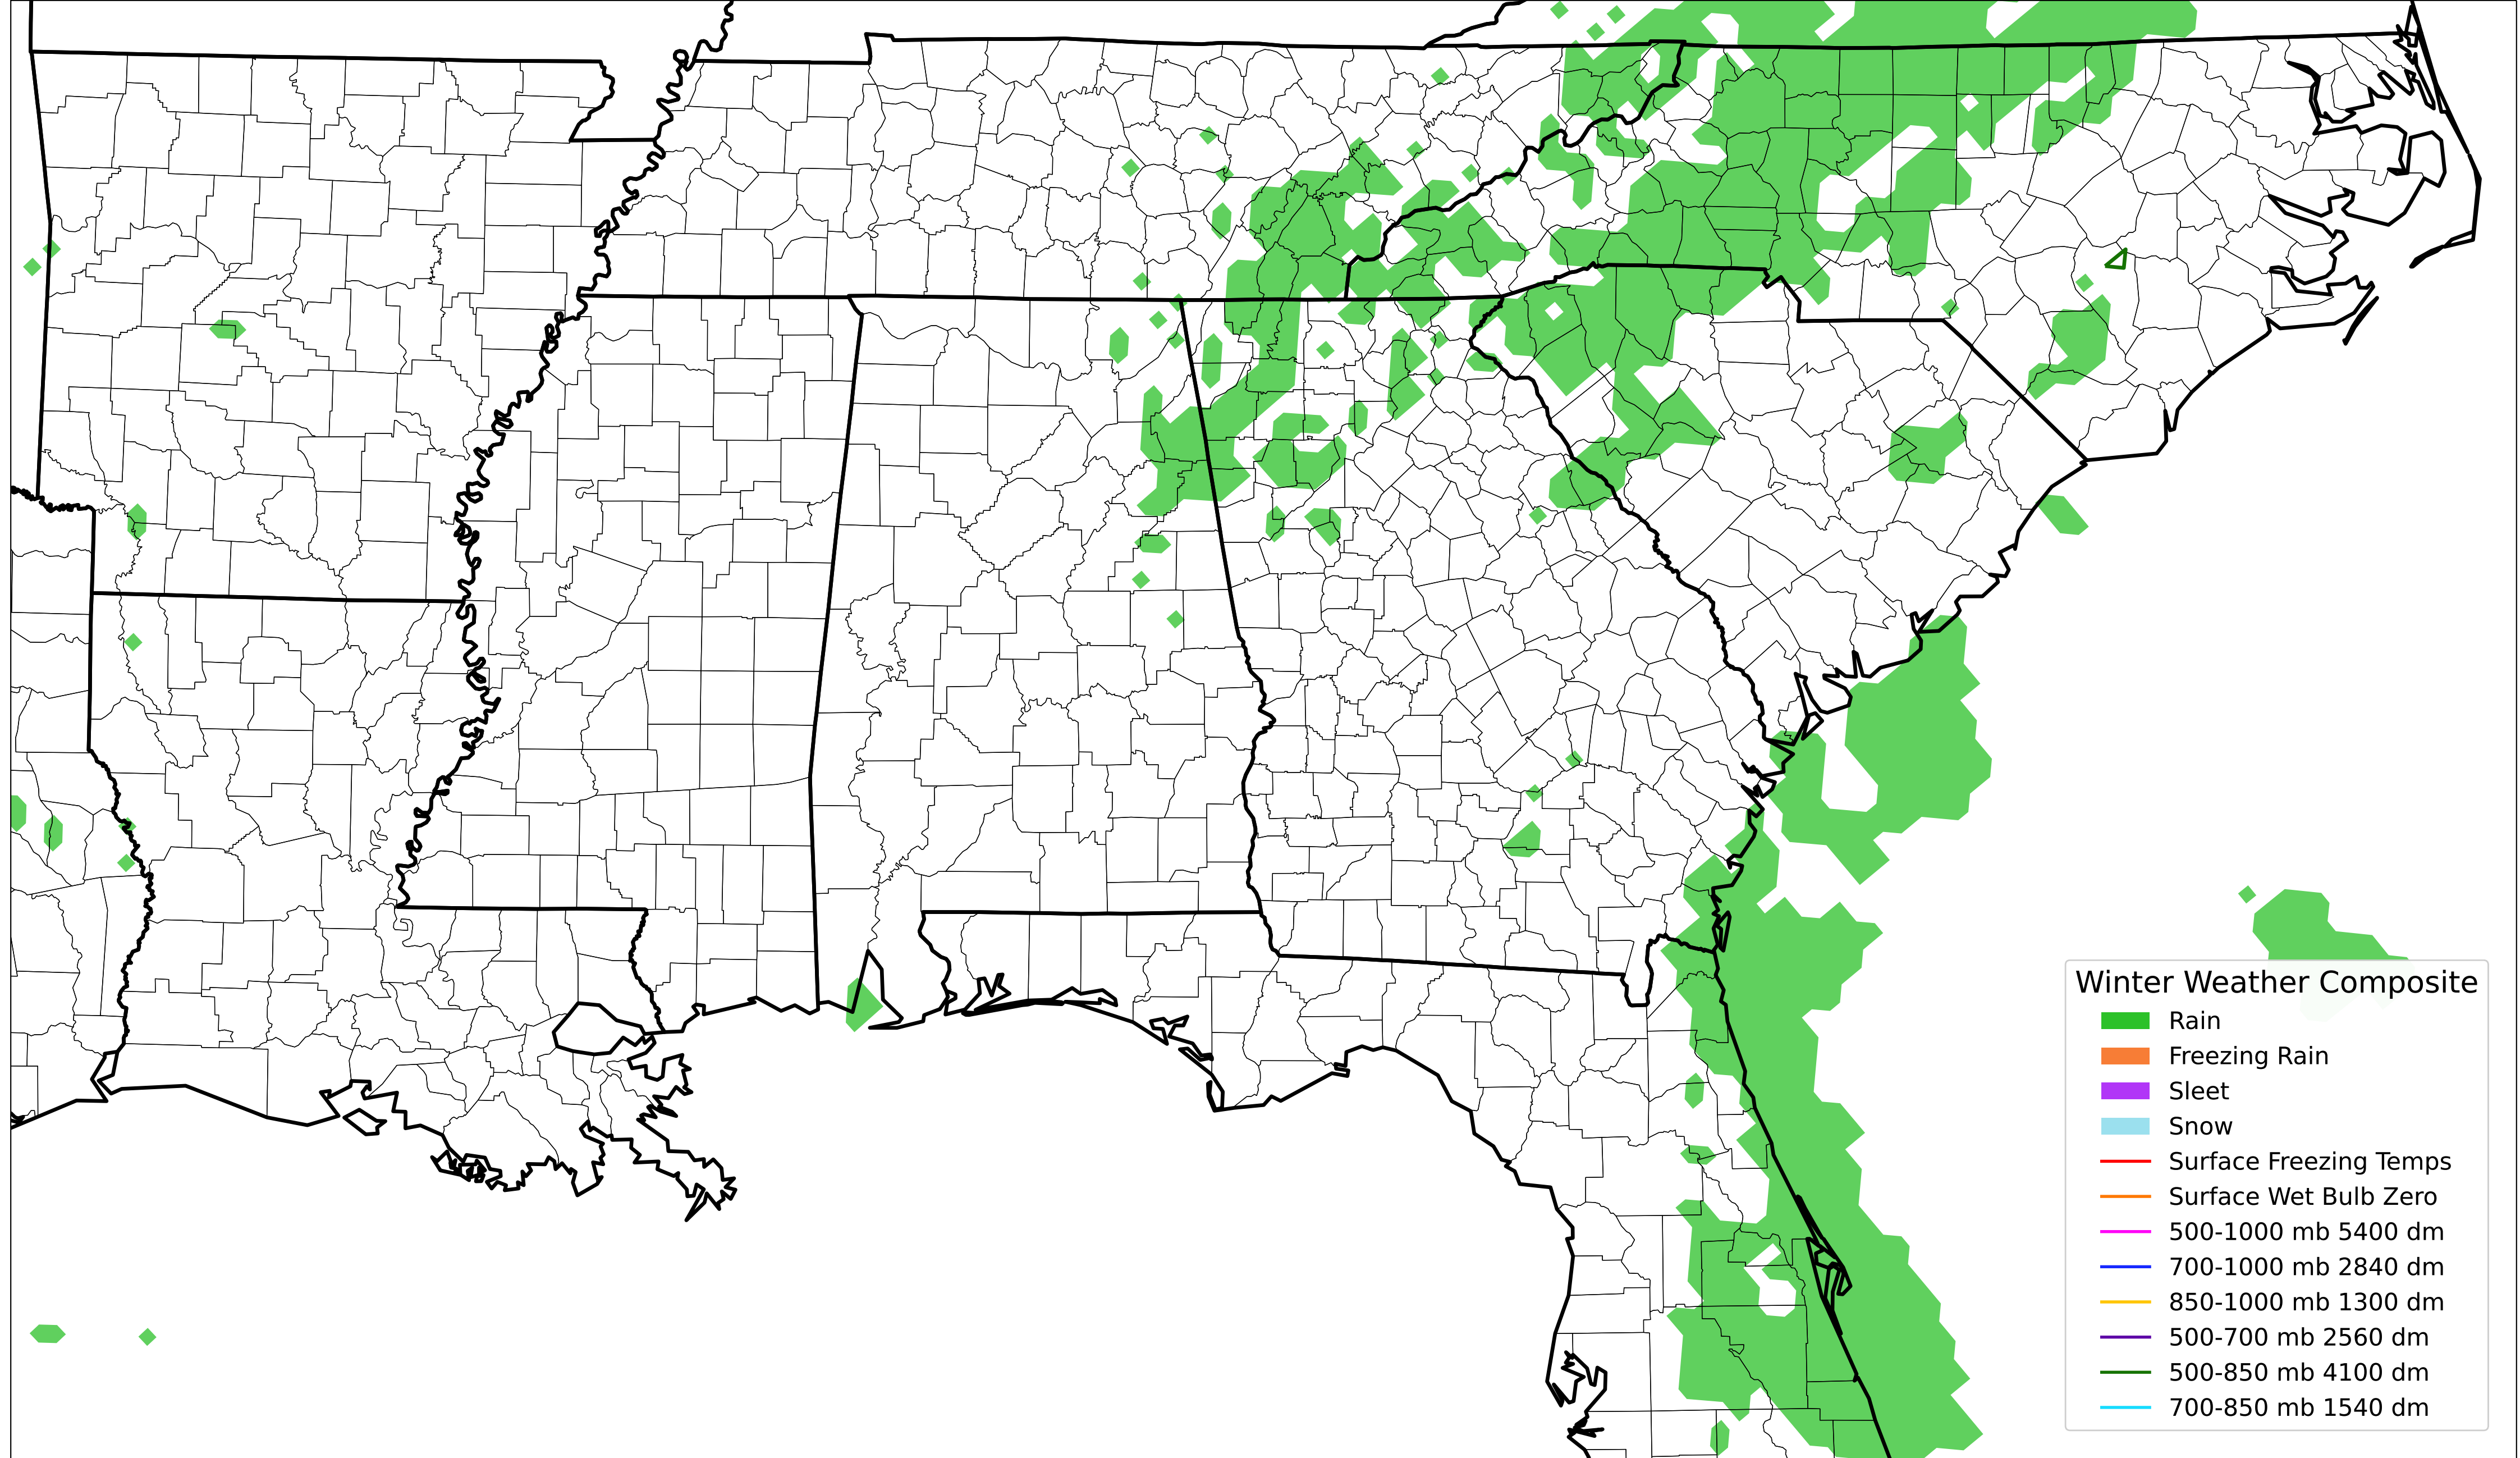 Winter Weather Composite
Rain
Freezing Rain
Sleet
Snow
Surface Freezing Temps
Surface Wet Bulb Zero
500-1000 mb 5400 dm
700-1000 mb 2840 dm
850-1000 mb 1300 dm
500-700 mb 2560 dm
500-850 mb 4100 dm
700-850 mb 1540 dm